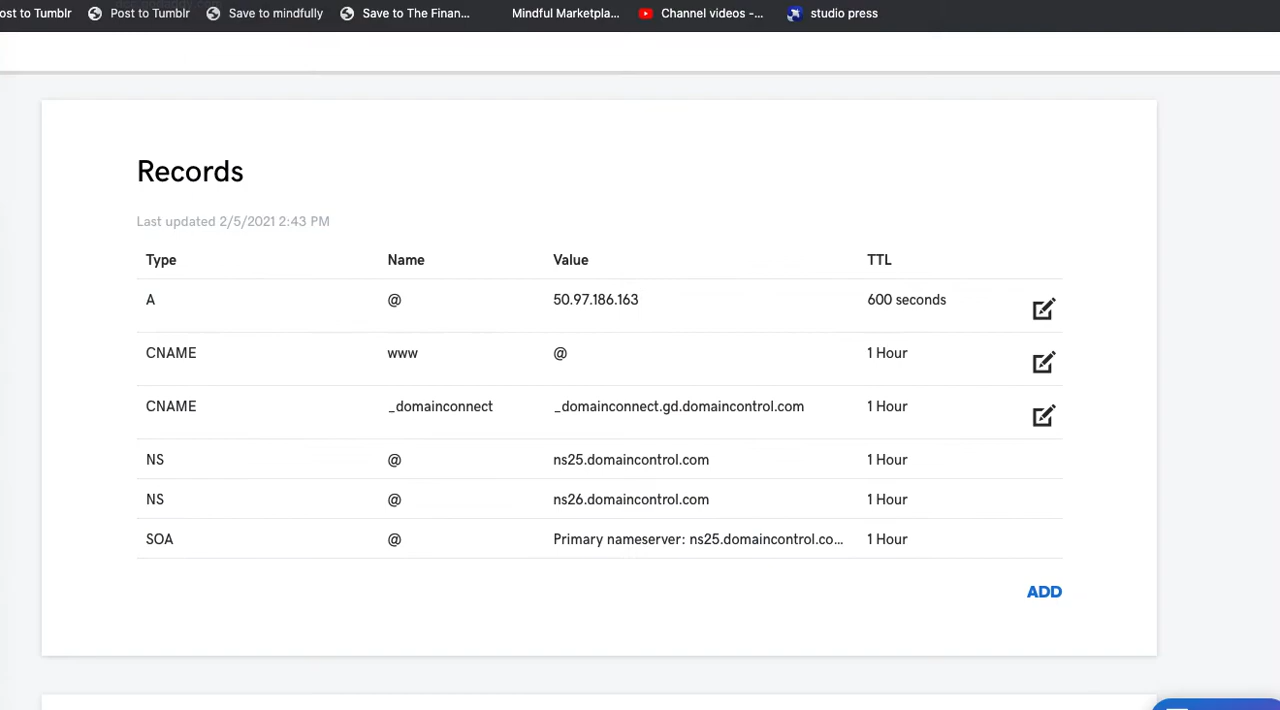 ost to Tumblr Post to Tumblr Save to mindfully Save to The Finan... Mindful Marketpla... Channel videos -... studio press
Records
Last updated 2/5/2021 2:43 PM
Type Name Value TTL
A @ 50.97.186.163 600 seconds
CNAME www @ 1 Hour
CNAME _domainconnect _domainconnect.gd.domaincontrol.com 1 Hour
NS @ ns25.domaincontrol.com 1 Hour
NS @ ns26.domaincontrol.com 1 Hour
SOA @ Primary nameserver: ns25.domaincontrol.co... 1 Hour
ADD